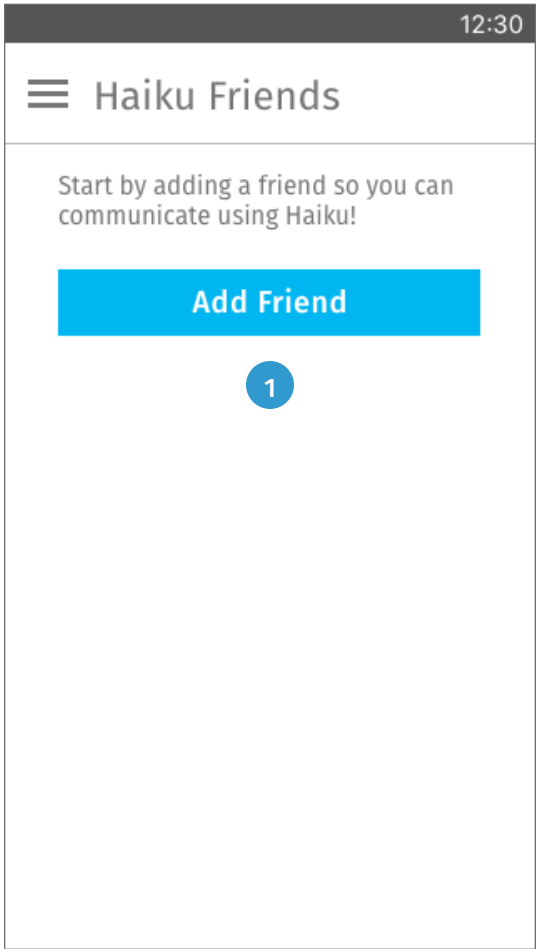 12:30
Haiku Friends
Start by adding a friend so you can
communicate using Haiku!
Add Friend
1